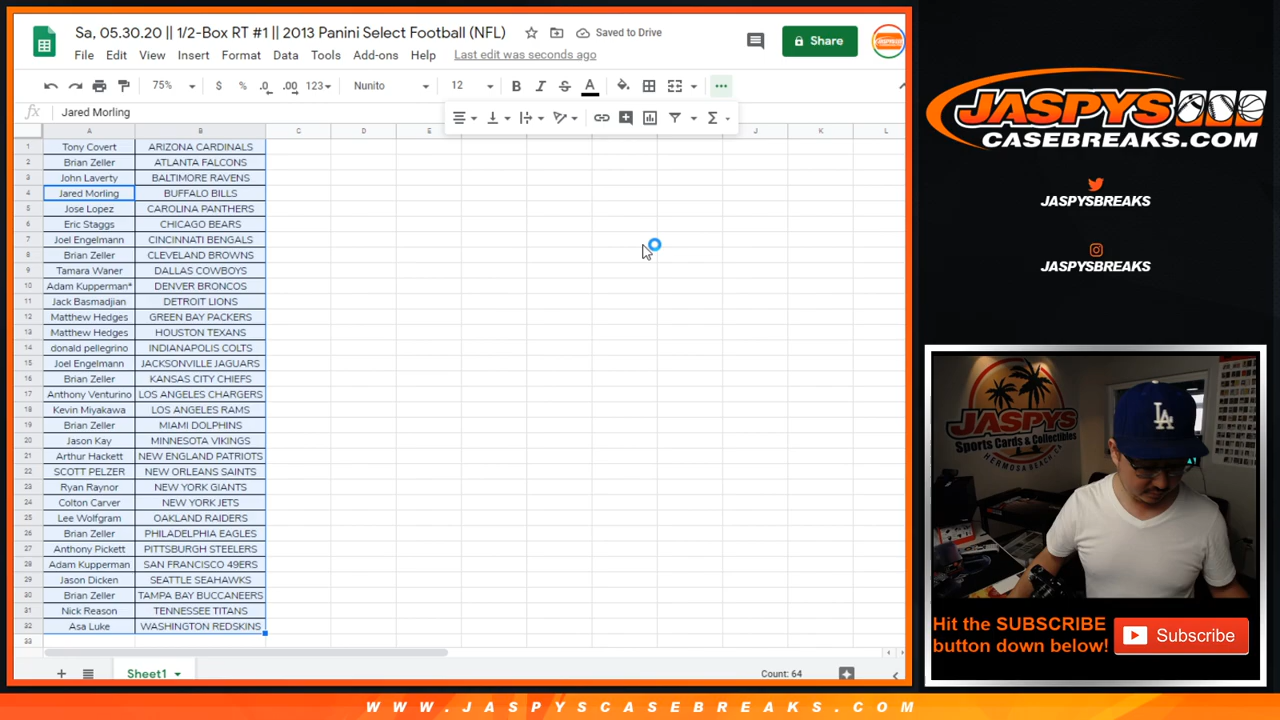 Sa, 05.30.20 || 1/2-Box RT #1 || 2013 Panini Select Football (NFL) Saved to Drive
File Edit View Insert Format Data Tools Add-ons Help Last edit was seconds ago
Share
75% $ % .0 .00 123 Nunito 12 B I S A
fx Jared Morling
A B C D E J K L
1 Tony Covert ARIZONA CARDINALS
2 Brian Zeller ATLANTA FALCONS
3 John Laverty BALTIMORE RAVENS
4 Jared Morling BUFFALO BILLS
5 Jose Lopez CAROLINA PANTHERS
6 Eric Staggs CHICAGO BEARS
7 Joel Engelmann CINCINNATI BENGALS
8 Brian Zeller CLEVELAND BROWNS
9 Tamara Waner DALLAS COWBOYS
10 Adam Kupperman* DENVER BRONCOS
11 Jack Basmadjian DETROIT LIONS
12 Matthew Hedges GREEN BAY PACKERS
13 Matthew Hedges HOUSTON TEXANS
14 donald pellegrino INDIANAPOLIS COLTS
15 Joel Engelmann JACKSONVILLE JAGUARS
16 Brian Zeller KANSAS CITY CHIEFS
17 Anthony Venturino LOS ANGELES CHARGERS
18 Kevin Miyakawa LOS ANGELES RAMS
19 Brian Zeller MIAMI DOLPHINS
20 Jason Kay MINNESOTA VIKINGS
21 Arthur Hackett NEW ENGLAND PATRIOTS
22 SCOTT PELZER NEW ORLEANS SAINTS
23 Ryan Raynor NEW YORK GIANTS
24 Colton Carver NEW YORK JETS
25 Lee Wolfgram OAKLAND RAIDERS
26 Brian Zeller PHILADELPHIA EAGLES
27 Anthony Pickett PITTSBURGH STEELERS
28 Adam Kupperman SAN FRANCISCO 49ERS
29 Jason Dicken SEATTLE SEAHAWKS
30 Brian Zeller TAMPA BAY BUCCANEERS
31 Nick Reason TENNESSEE TITANS
32 Asa Luke WASHINGTON REDSKINS
33
Sheet1 Count: 64
JASPYS
CASEBREAKS.COM
JASPYSBREAKS
JASPYSBREAKS
JASPYS
Sports Cards & Collectibles
HERMOSA BEACH CA
LA
Hit the SUBSCRIBE
button down below!
Subscribe
WWW.JASPYSCASEBREAKS.COM